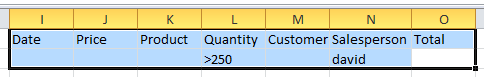 I J K L M N O
Date Price Product Quantity Customer Salesperson Total
>250 david